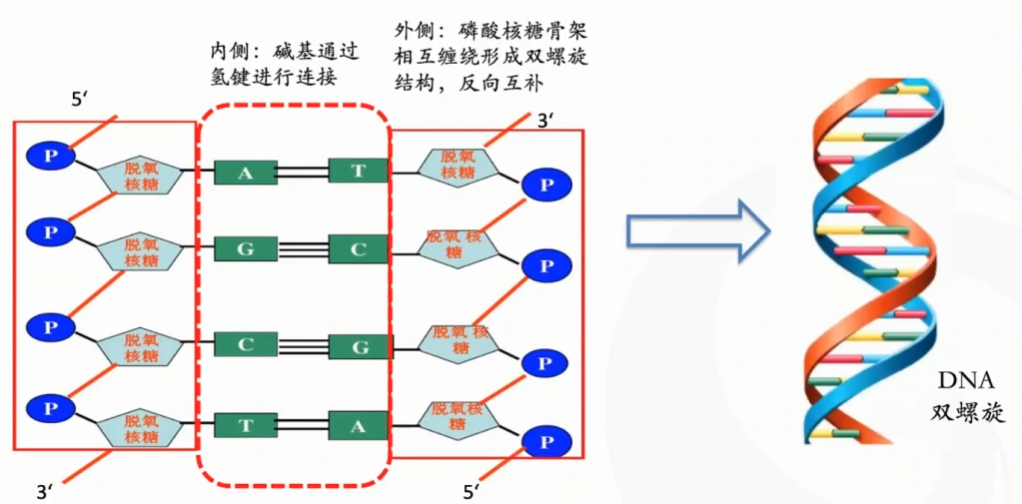 内侧：碱基通过
氢键进行连接
外侧：磷酸核糖骨架
相互缠绕形成双螺旋
结构，反向互补
5‘
3‘
P
脱氧
核糖
A
T
脱氧
核糖
P
P
脱氧
核糖
G
C
脱氧 核
糖
P
P
脱氧
核糖
C
G
脱氧 核
糖
P
P
脱氧
核糖
T
A
脱氧核
糖
P
3‘
5‘
DNA
双螺旋